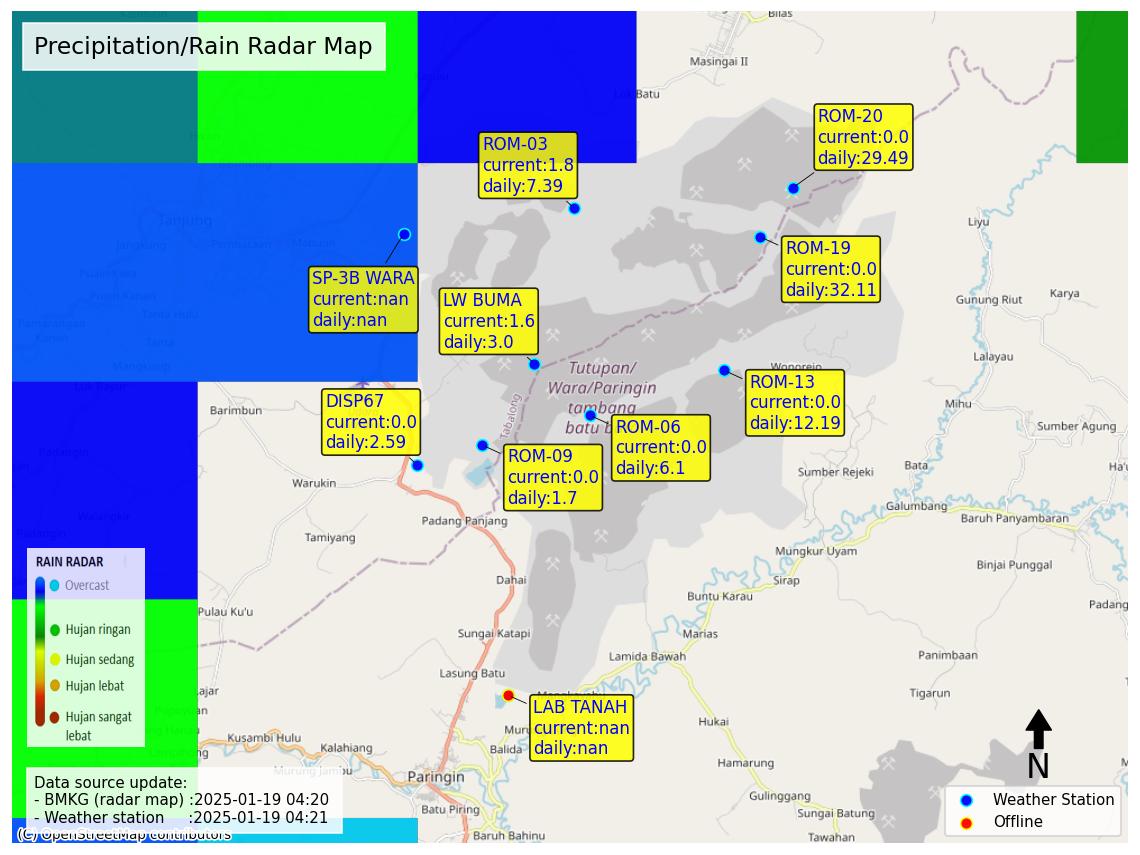 Precipitation/Rain Radar Map
Bilas
Masingai II
ROM-20
current:0.0
daily:29.49
ROM-03
current:1.8
daily:7.39
Tanjung
Liyu
ROM-19
current:0.0
daily:32.11
SP-3B WARA
current:nan
daily:nan
LW BUMA
current:1.6
daily:3.0
Gunung Riut
Karya
Lalayau
Tutupan/
Wara/Paringin
tambang
batu
Wonorejo
ROM-13
current:0.0
daily:12.19
DISP67
current:0.0
daily:2.59
Barimbun
Tabalong
Mihu
ROM-06
current:0.0
daily:6.1
Sumber Agung
ROM-09
current:0.0
daily:1.7
Bata
Sumber Rejeki
Warukin
Galumbang
Baruh Panyambaran
Padang Panjang
Tamiyang
Mungkur Uyam
Binjai Punggal
Sirap
Dahai
Buntu Karau
Pulau Ku'u
Sungai Katapi
Marias
Lamida Bawah
Panimbaan
Lasung Batu
Tigarun
RAIN RADAR
Overcast
Hujan ringan
Hujan sedang
Hujan lebat
Hujan sangat
lebat
LAB TANAH
current:nan
daily:nan
Hukai
Kusambi Hulu
Kalahiang
Balida
Murung Jambu
Paringin
Hamarung
Batu Piring
Gulinggang
Sungai Batung
Baruh Bahinu
Tawahan
N
Data source update:
- BMKG (radar map) :2025-01-19 04:20
- Weather station :2025-01-19 04:21
(C) OpenStreetMap contributors
Weather Station
Offline